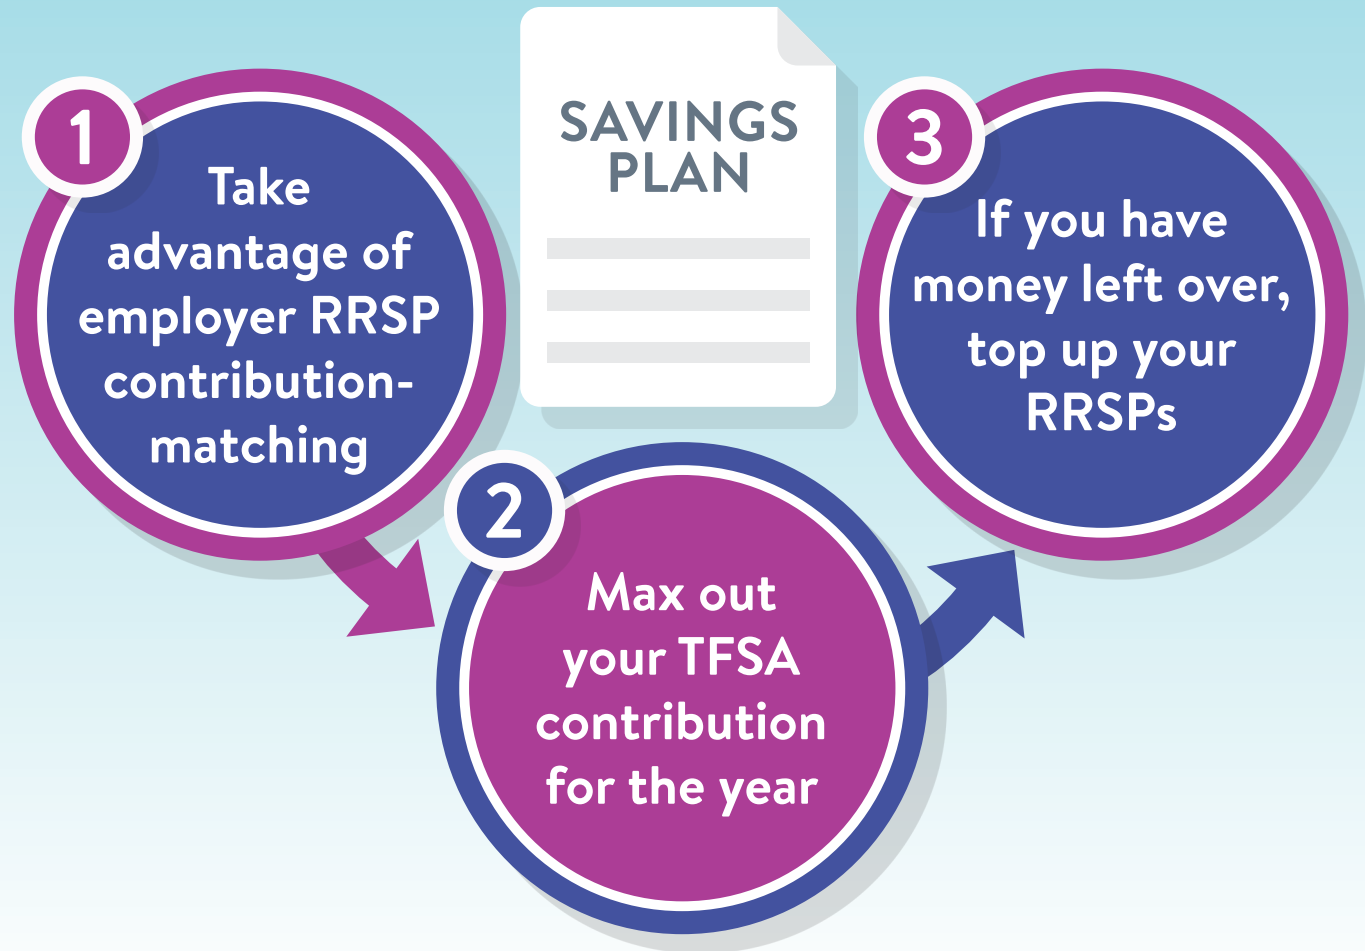 SAVINGS
PLAN
1
Take
advantage of
employer RRSP
contribution-
matching
2
Max out
your TFSA
contribution
for the year
3
If you have
money left over,
top up your
RRSPs